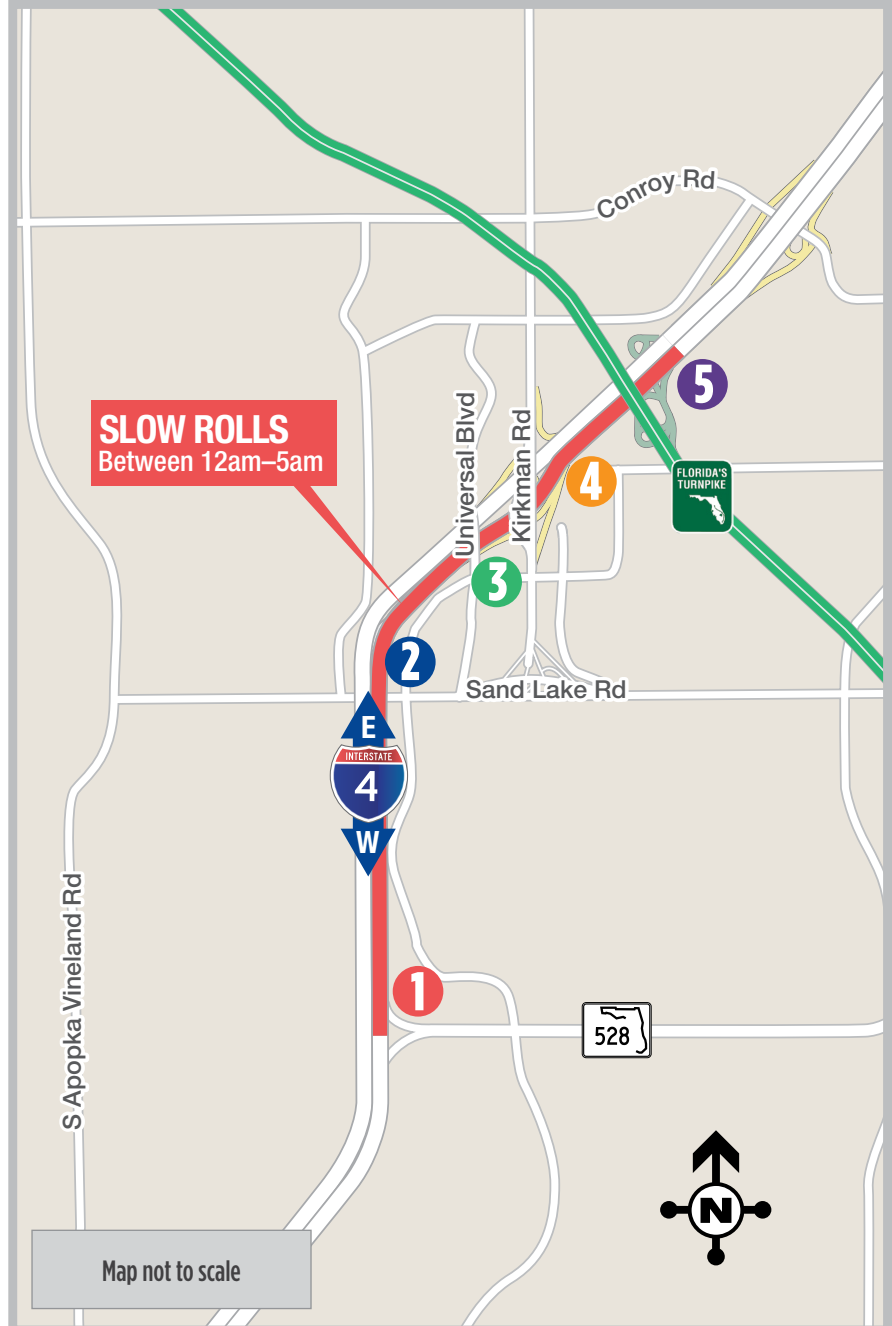 Conroy Rd
5
SLOW ROLLS
Between 12am–5am
Universal Blvd
Kirkman Rd
4
FLORIDA'S
TURNPIKE
3
2
Sand Lake Rd
E
INTERSTATE
4
W
S Apopka Vineland Rd
1
528
N
Map not to scale